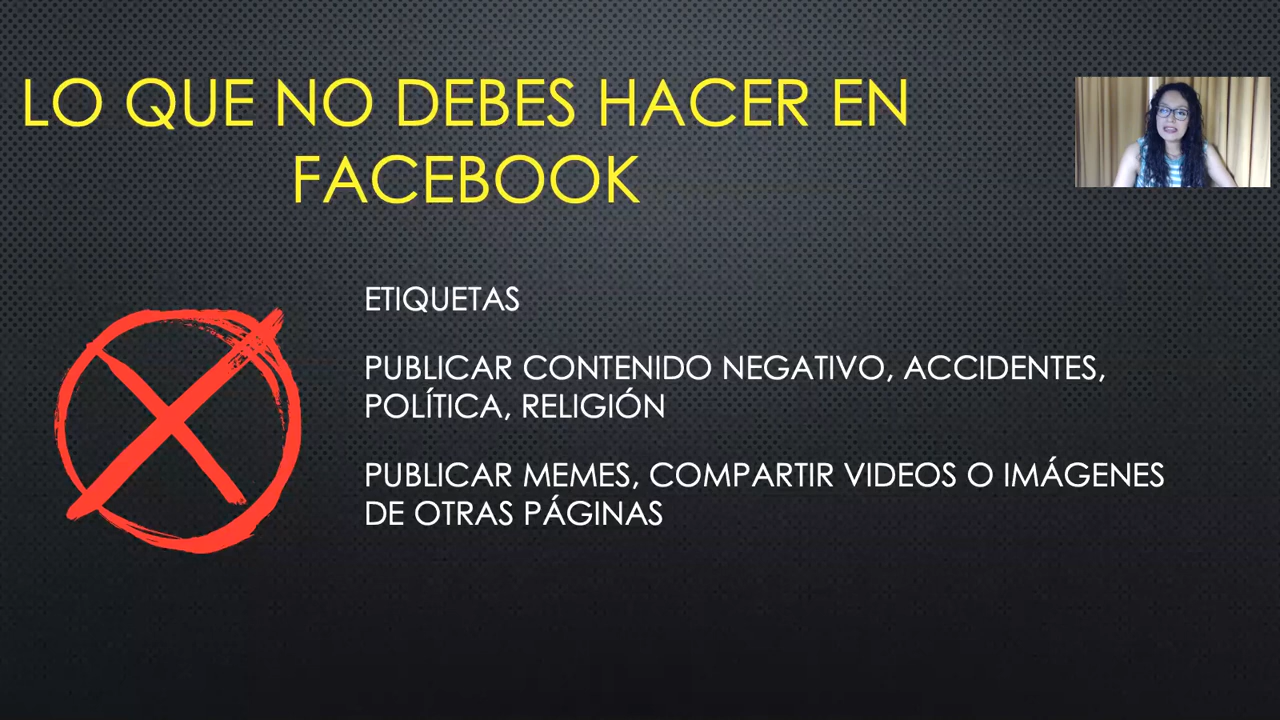 LO QUE NO DEBES HACER EN
FACEBOOK
ETIQUETAS
PUBLICAR CONTENIDO NEGATIVO, ACCIDENTES,
POLÍTICA, RELIGIÓN
PUBLICAR MEMES, COMPARTIR VIDEOS O IMÁGENES
DE OTRAS PÁGINAS